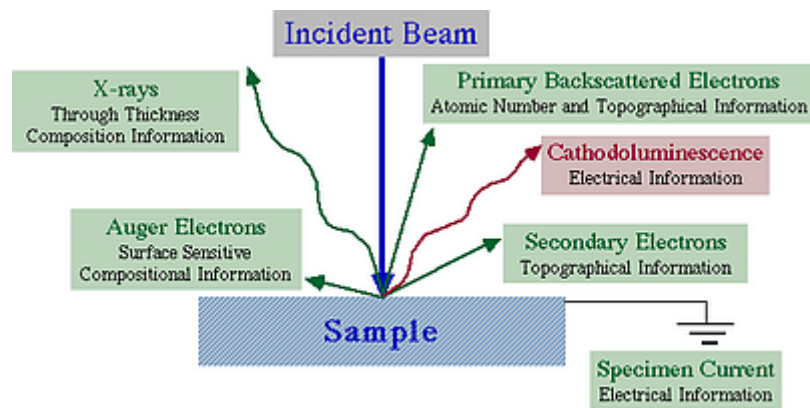 Incident Beam
X-rays
Through Thickness
Composition Information
Primary Backscattered Electrons
Atomic Number and Topographical Information
Cathodoluminescence
Electrical Information
Auger Electrons
Surface Sensitive
Compositional Information
Secondary Electrons
Topographical Information
Sample
Specimen Current
Electrical Information